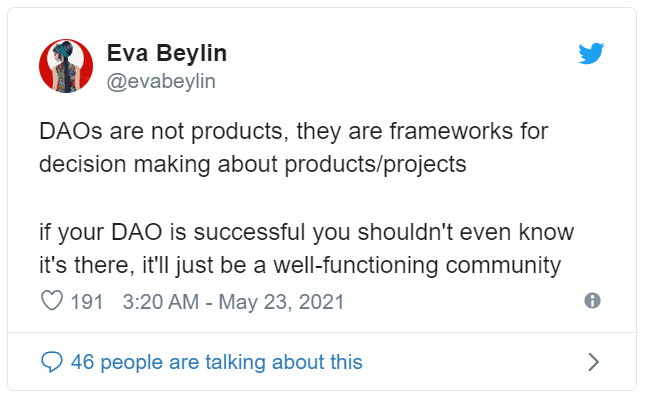 Eva Beylin
@evabeylin
DAOs are not products, they are frameworks for
decision making about products/projects
if your DAO is successful you shouldn't even know
it's there, it'll just be a well-functioning community
191 3:20 AM - May 23, 2021
46 people are talking about this